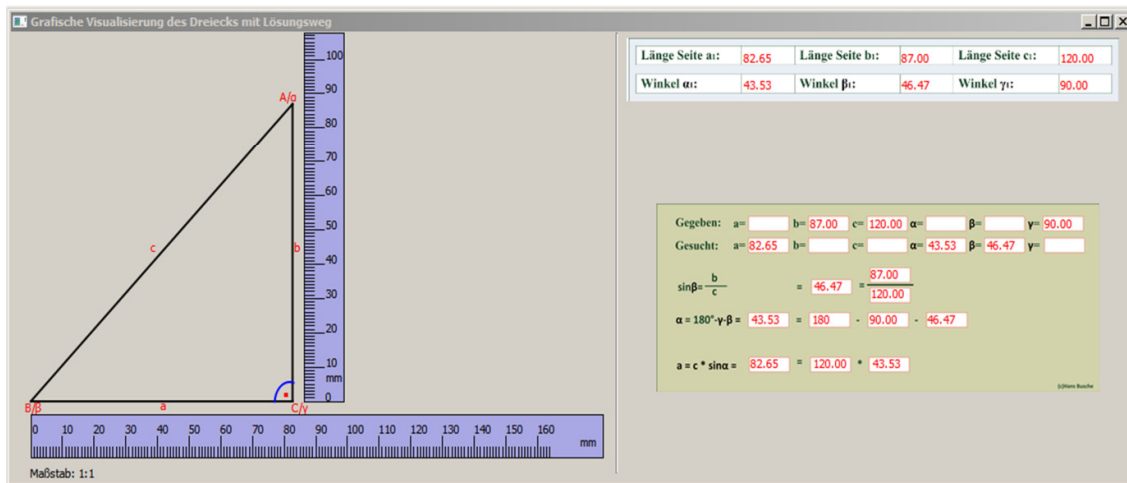 Grafische Visualisierung des Dreiecks mit Lösungsweg
A/α
c
b
B/β
a
C/γ
100
90
80
70
60
50
40
30
20
10
mm
0
0 10 20 30 40 50 60 70 80 90 100 110 120 130 140 150 160 mm
Maßstab: 1:1
Länge Seite a1: 82.65 Länge Seite b1: 87.00 Länge Seite c1: 120.00
Winkel α1: 43.53 Winkel β1: 46.47 Winkel γ1: 90.00
Gegeben: a= b= 87.00 c= 120.00 α= β= γ= 90.00
Gesucht: a= 82.65 b= c= α= 43.53 β= 46.47 γ=
sinβ= b/c = 46.47 = 87.00/120.00
α = 180°-γ-β = 43.53 = 180 - 90.00 - 46.47
a = c * sinα = 82.65 = 120.00 * 43.53
(c)Hans Busche